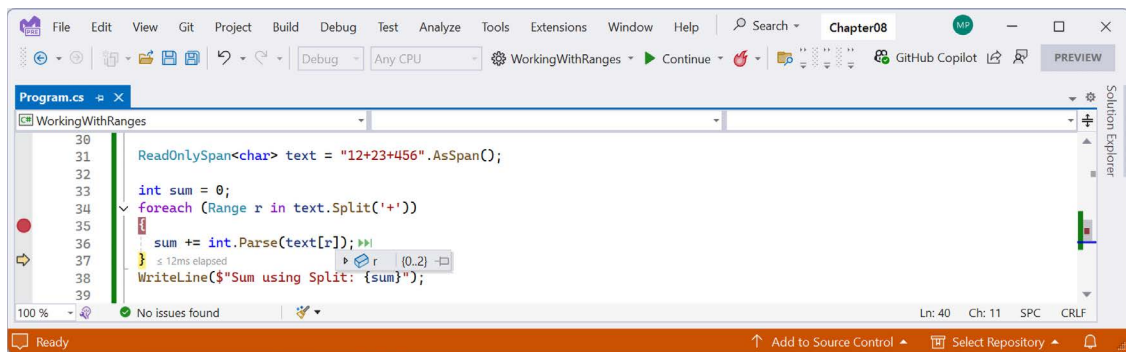 PRE File Edit View Git Project Build Debug Test Analyze Tools Extensions Window Help Search Chapter08 MP
Debug Any CPU WorkingWithRanges Continue GitHub Copilot PREVIEW
Program.cs
Solution Explorer
C# WorkingWithRanges
30
31 ReadOnlySpan<char> text = "12+23+456".AsSpan();
32
33 int sum = 0;
34 foreach (Range r in text.Split('+'))
35 {
36 sum += int.Parse(text[r]);
37 } ≤ 12ms elapsed r {0..2}
38 WriteLine($"Sum using Split: {sum}");
39
100 % No issues found Ln: 40 Ch: 11 SPC CRLF
Ready Add to Source Control Select Repository